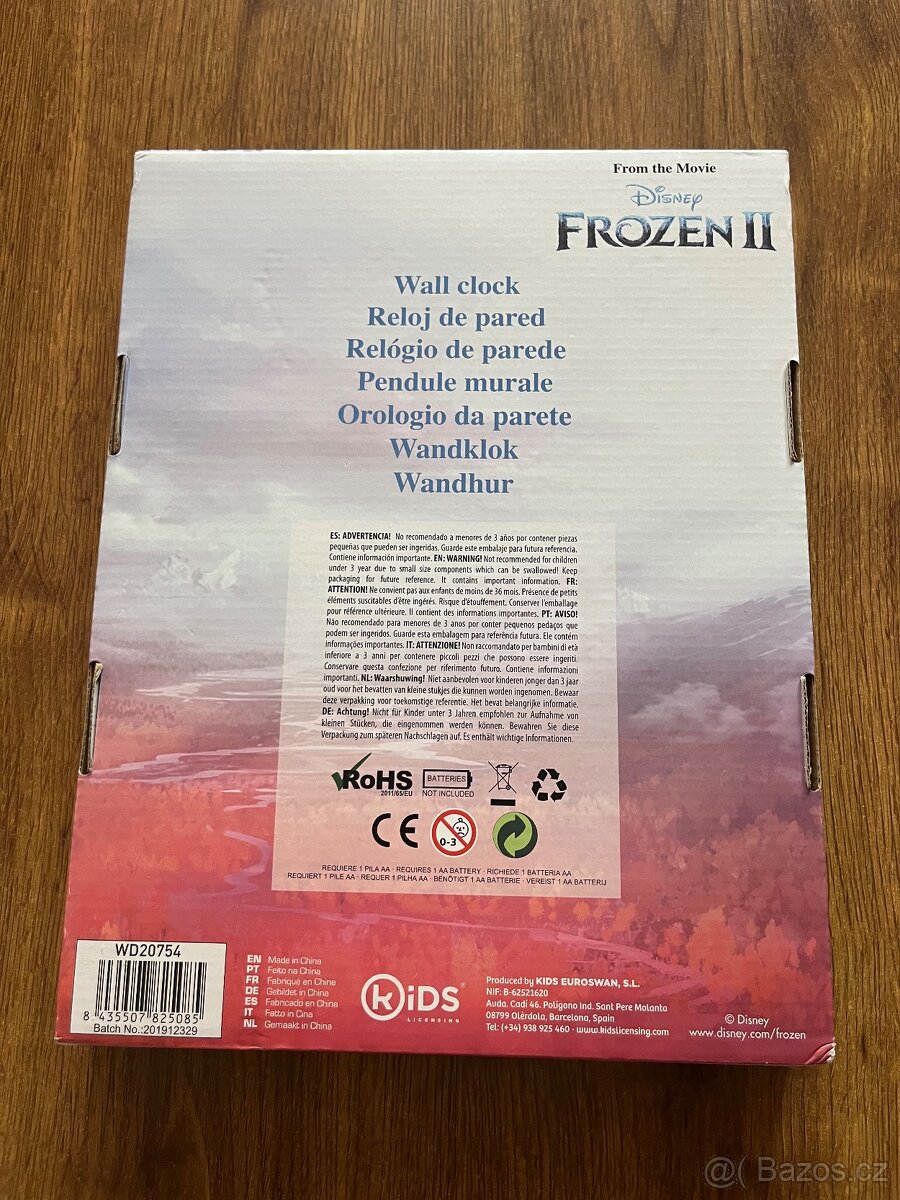 From the Movie
Disney
FROZEN II
Wall clock
Reloj de pared
Relógio de parede
Pendule murale
Orologio da parete
Wandklok
Wandhur
ES: ADVERTENCIA! No recomendado a menores de 3 años por contener piezas
pequeñas que pueden ser ingeridas. Guarde este embalaje para futura referencia.
Contiene información importante. EN: WARNING! Not recommended for children
under 3 year due to small size components which can be swallowed! Keep
packaging for future reference. It contains important information. FR:
ATTENTION! Ne convient pas aux enfants de moins de 36 mois. Présence de petits
éléments suscitables d'être ingérés. Risque d'étouffement. Conserver l'emballage
pour référence ultérieure. Il contient des informations importantes. PT: AVISO!
Não recomendado para menores de 3 anos por conter pequenos pedaços que
podem ser ingeridos. Guarde esta embalagem para referência futura. Ele contém
informações importantes. IT: ATTENZIONE! Non raccomandato per bambini di età
inferiore a 3 anni per contenere piccoli pezzi che possono essere ingeriti.
Conservare questa confezione per riferimento futuro. Contiene informazioni
importanti. NL: Waarshuwing! Niet aanbevolen voor kinderen jonger dan 3 jaar
oud voor het bevatten van kleine stukjes die kunnen worden ingenomen. Bewaar
deze verpakking voor toekomstige referentie. Het bevat belangrijke informatie.
DE: Achtung! Nicht für Kinder unter 3 Jahren empfohlen zur Aufnahme von
kleinen Stücken, die eingenommen werden können. Bewahren Sie diese
Verpackung zum späteren Nachschlagen auf. Es enthält wichtige Informationen.
RoHS
2011/65/EU
BATTERIES
NOT INCLUDED
CE
0-3
REQUIERE 1 PILA AA · REQUIRES 1 AA BATTERY · RICHIEDE 1 BATTERIA AA
REQUIERT 1 PILE AA · REQUER 1 PILHA AA · BENÖTIGT 1 AA BATTERIE · VEREIST 1 AA BATTERIJ
WD20754
8 435507 825085
Batch No.:201912329
EN Made in China
PT Feito na China
FR Fabriqué en Chine
DE Gebildet in China
ES Fabricado en China
IT Fatto in Cina
NL Gemaakt in China
kiDS
LICENSING
Produced by KIDS EUROSWAN, S.L.
NIF: B-62521620
Auda. Cadi 46, Polígono Ind. Sant Pere Molanta
08799 Olèrdola, Barcelona, Spain
Tel: (+34) 938 925 460 - www.kidslicensing.com
© Disney
www.disney.com/frozen
@( Bazos.cz